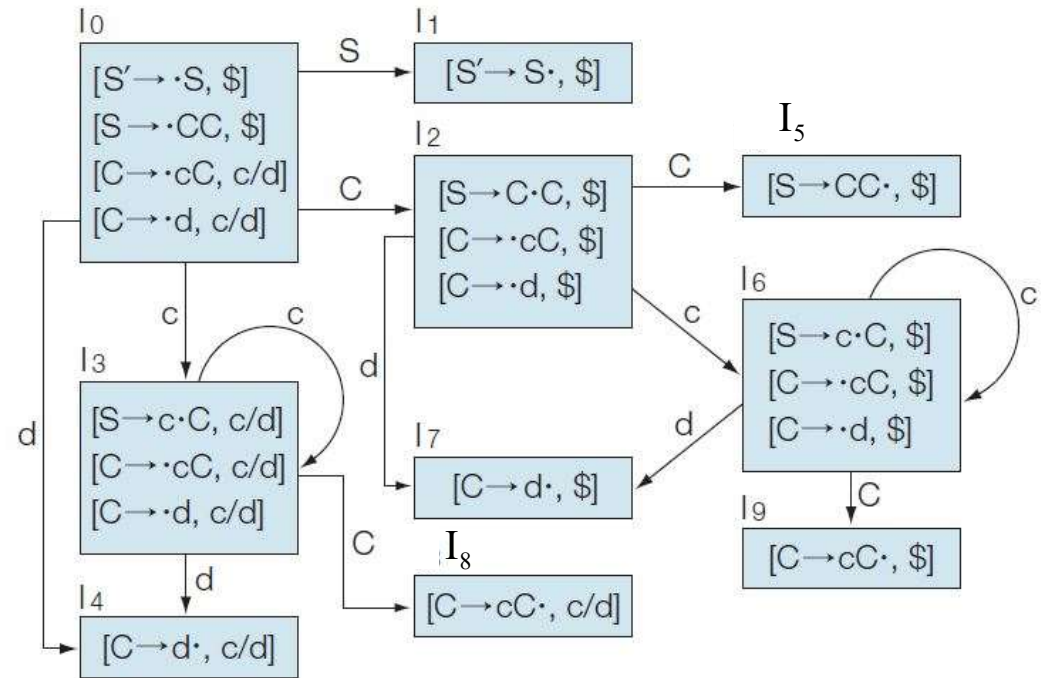 I0
[S′→ ·S, $]
[S→ ·CC, $]
[C→ ·cC, c/d]
[C→ ·d, c/d]
S
I1
[S′→ S·, $]
C
I2
[S→C·C, $]
[C→ ·cC, $]
[C→ ·d, $]
C
I5
[S→CC·, $]
c
I6
[S→c·C, $]
[C→ ·cC, $]
[C→ ·d, $]
c
c
I3
[S→c·C, c/d]
[C→ ·cC, c/d]
[C→ ·d, c/d]
c
d
d
I7
[C→d·, $]
d
C
I9
[C→cC·, $]
C
I8
[C→cC·, c/d]
d
I4
[C→d·, c/d]